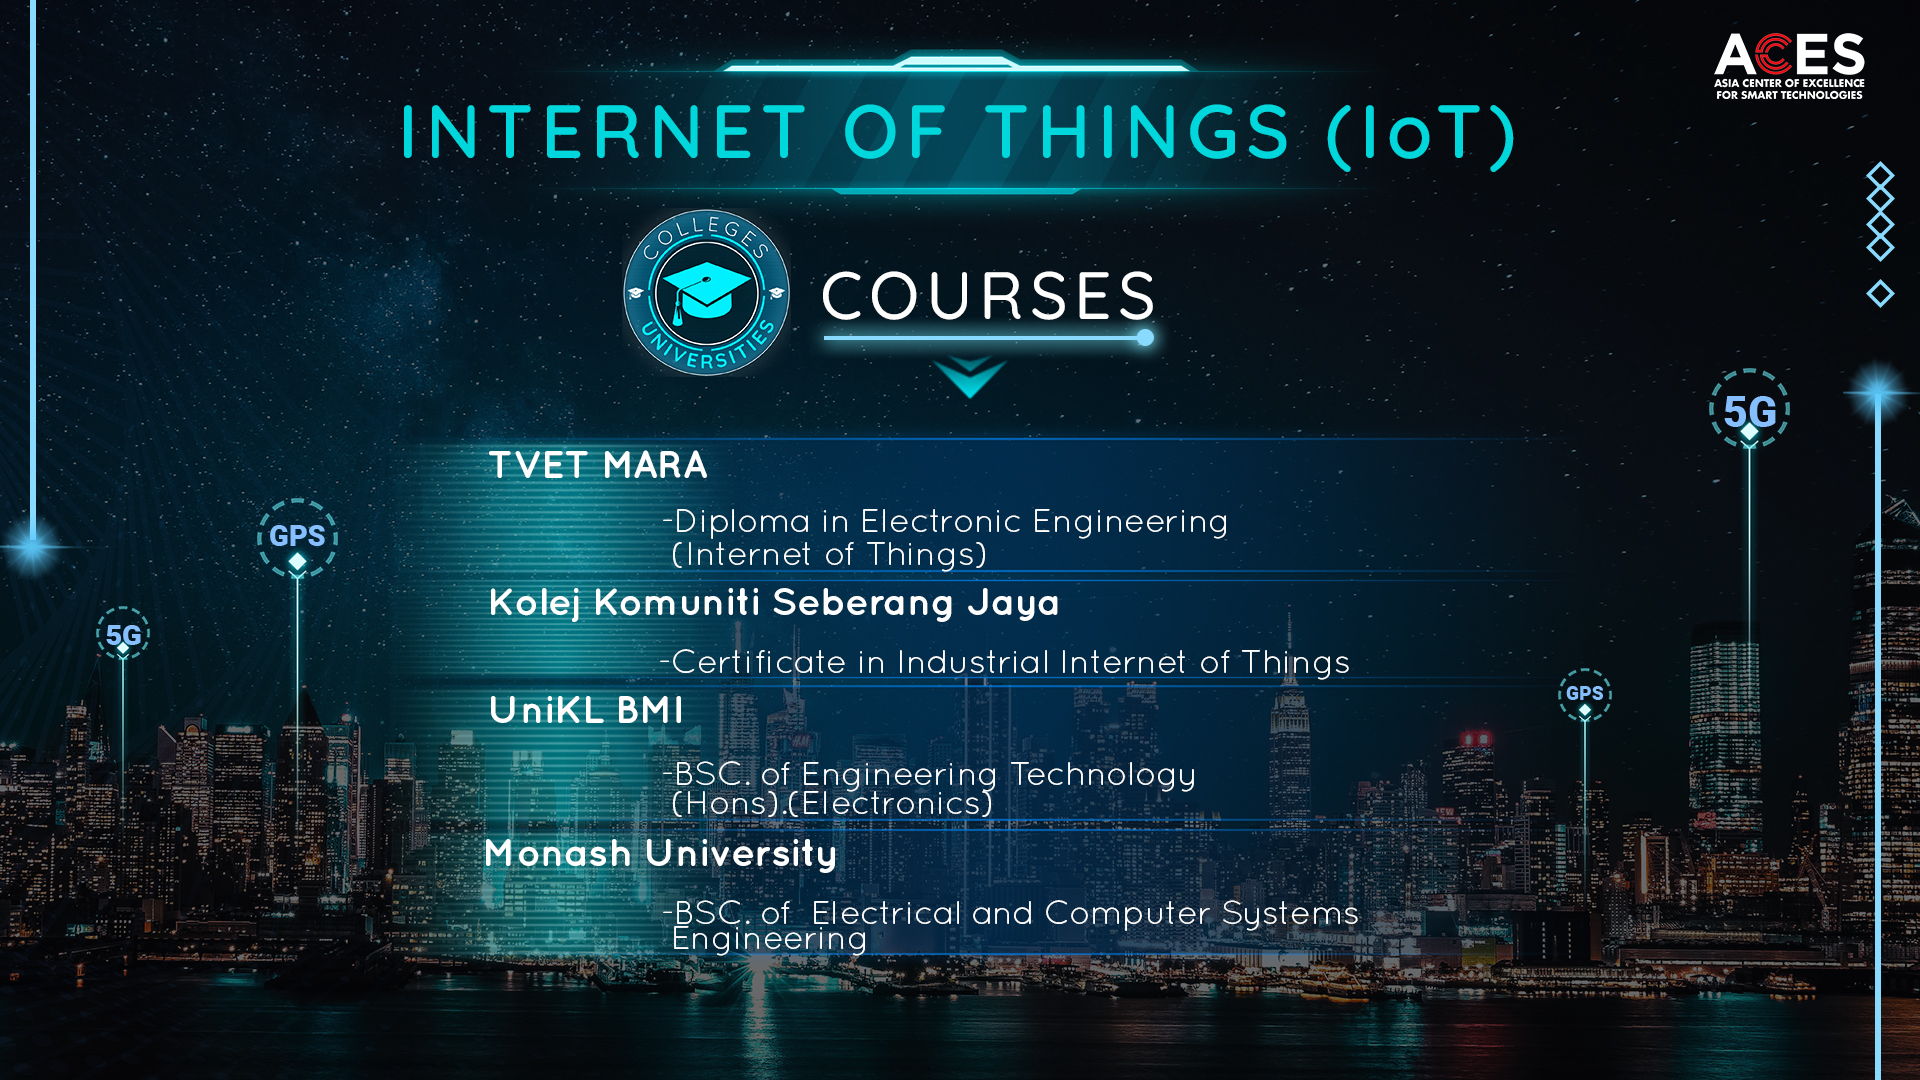 ACES
ASIA CENTER OF EXCELLENCE
FOR SMART TECHNOLOGIES
INTERNET OF THINGS (IoT)
COLLEGES
UNIVERSITIES
COURSES
5G
TVET MARA
GPS
-Diploma in Electronic Engineering
(Internet of Things)
Kolej Komuniti Seberang Jaya
5G
-Certificate in Industrial Internet of Things
GPS
UniKL BMI
-BSC. of Engineering Technology
(Hons).(Electronics)
Monash University
-BSC. of  Electrical and Computer Systems
Engineering